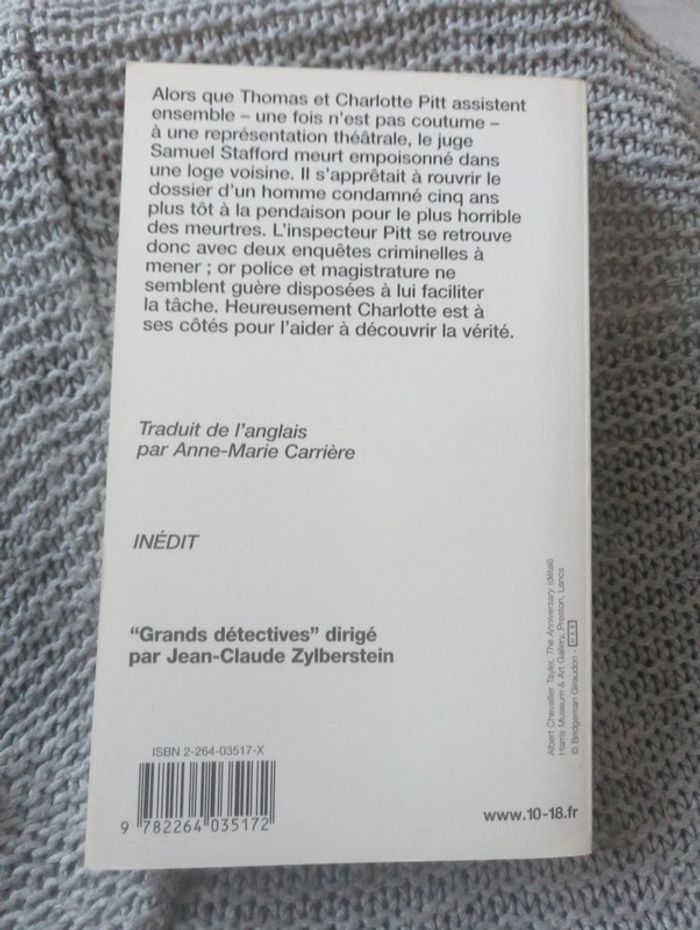 Alors que Thomas et Charlotte Pitt assistent
ensemble – une fois n'est pas coutume –
à une représentation théâtrale, le juge
Samuel Stafford meurt empoisonné dans
une loge voisine. Il s'apprêtait à rouvrir le
dossier d'un homme condamné cinq ans
plus tôt à la pendaison pour le plus horrible
des meurtres. L'inspecteur Pitt se retrouve
donc avec deux enquêtes criminelles à
mener ; or police et magistrature ne
semblent guère disposées à lui faciliter
la tâche. Heureusement Charlotte est à
ses côtés pour l'aider à découvrir la vérité.
Traduit de l'anglais
par Anne-Marie Carrière
INÉDIT
"Grands détectives" dirigé
par Jean-Claude Zylberstein
Albert Chevallier Tayler, The Anniversary (détail)
Harris Museum & Art Gallery, Preston, Lancs
© Bridgeman Giraudon -
ISBN 2-264-03517-X
9 782264 035172
www.10-18.fr